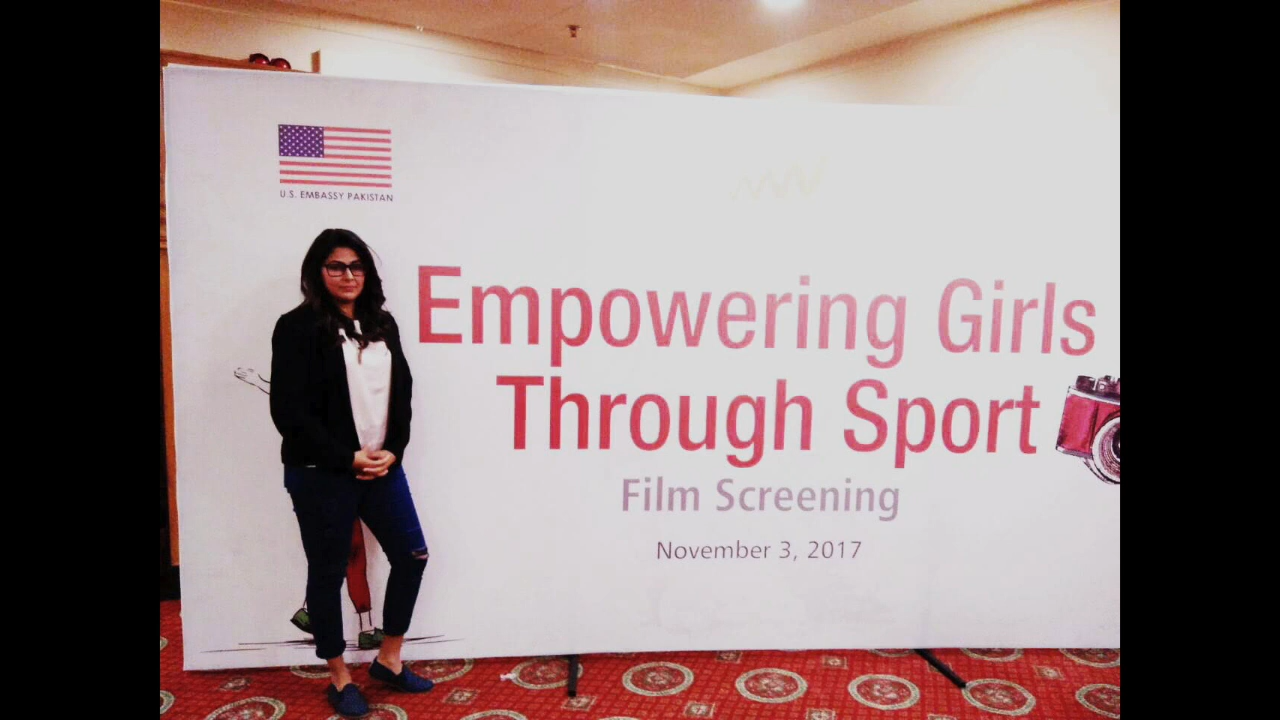 U.S. EMBASSY PAKISTAN
Empowering Girls
Through Sport
Film Screening
November 3, 2017